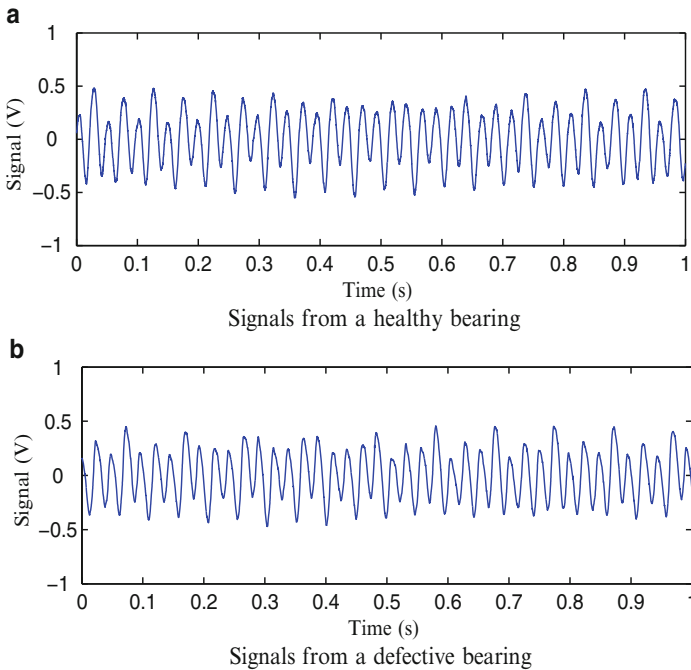 a
1
0.5
0
−0.5
−1
Signal (V)
0 0.1 0.2 0.3 0.4 0.5 0.6 0.7 0.8 0.9 1
Time (s)
Signals from a healthy bearing
b
1
0.5
0
−0.5
−1
Signal (V)
0 0.1 0.2 0.3 0.4 0.5 0.6 0.7 0.8 0.9 1
Time (s)
Signals from a defective bearing